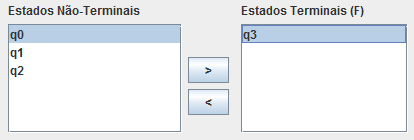 Estados Não-Terminais
q0
q1
q2
>
<
Estados Terminais (F)
q3